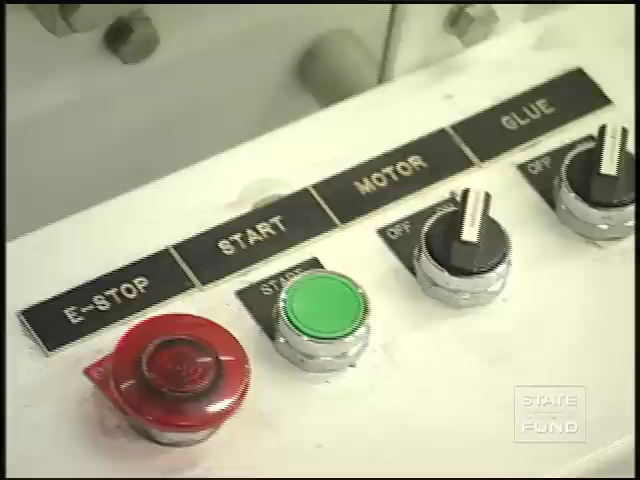 E-STOP START MOTOR GLUE
START OFF OFF
STATE
FUND